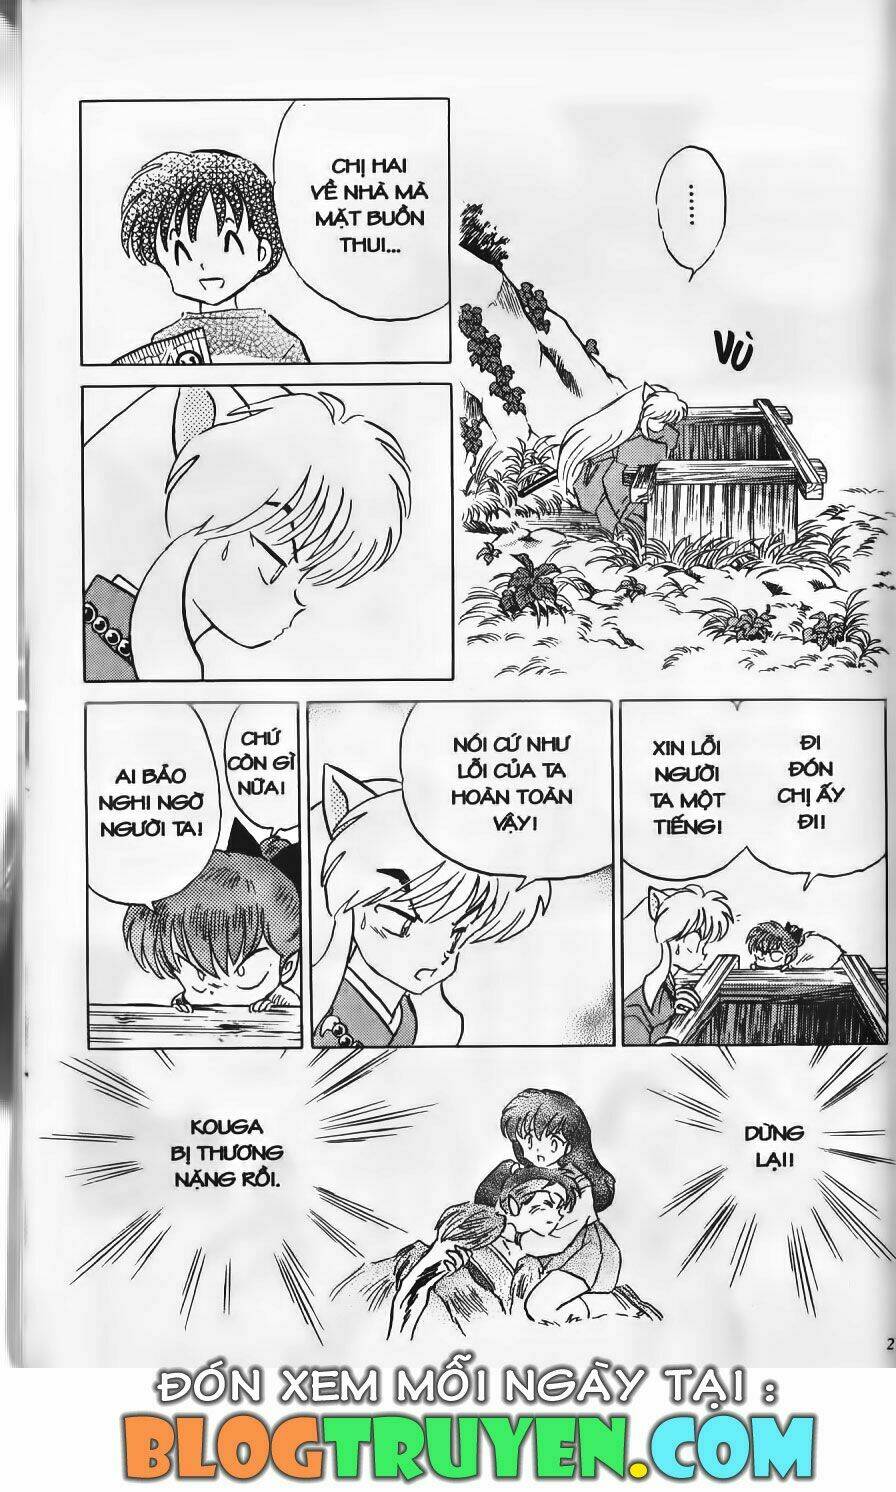 .......
VÙ
CHỊ HAI
VỀ NHÀ MÀ
MẶT BUỒN
THUI...
ĐI
ĐÓN
CHỊ ẤY
ĐI!
XIN LỖI
NGƯỜI
TA MỘT
TIẾNG!
NÓI CỨ NHƯ
LỖI CỦA TA
HOÀN TOÀN
VẬY!
CHỨ
CÒN GÌ
NỮA!
AI BẢO
NGHI NGỜ
NGƯỜI TA!
DỪNG
LẠI!
KOUGA
BỊ THƯƠNG
NẶNG RỒI.
2
ĐÓN XEM MỖI NGÀY TẠI :
BLOGTRUYEN.COM